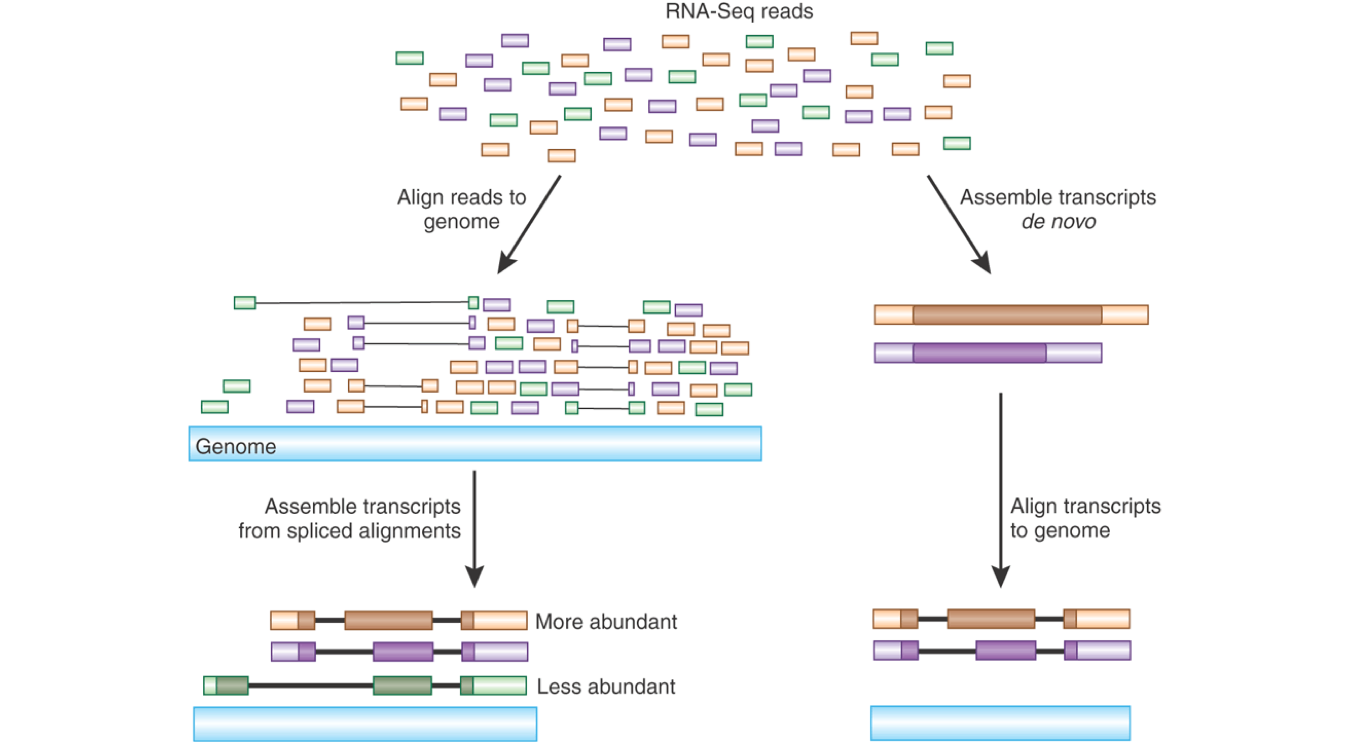 RNA-Seq reads
Align reads to
genome
Assemble transcripts
de novo
Genome
Assemble transcripts
from spliced alignments
Align transcripts
to genome
More abundant
Less abundant